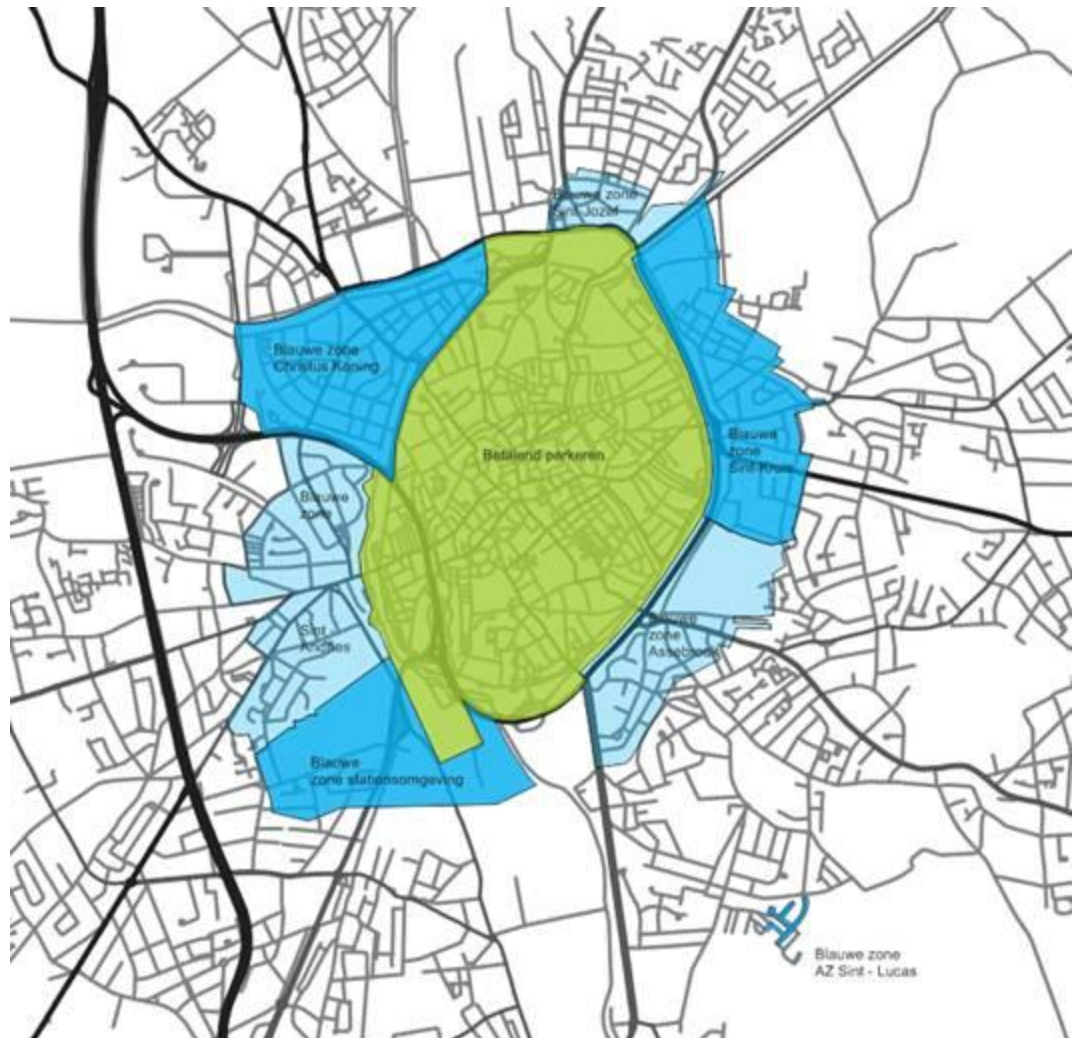 Blauwe zone
Sint Jozef
Blauwe zone
Christus Koning
Betalend parkeren
Blauwe
zone
Sint-Kruis
Blauwe
zone
Sint
Andries
Blauwe
zone
Assebroek
Blauwe
zone stationsomgeving
Blauwe zone
AZ Sint - Lucas